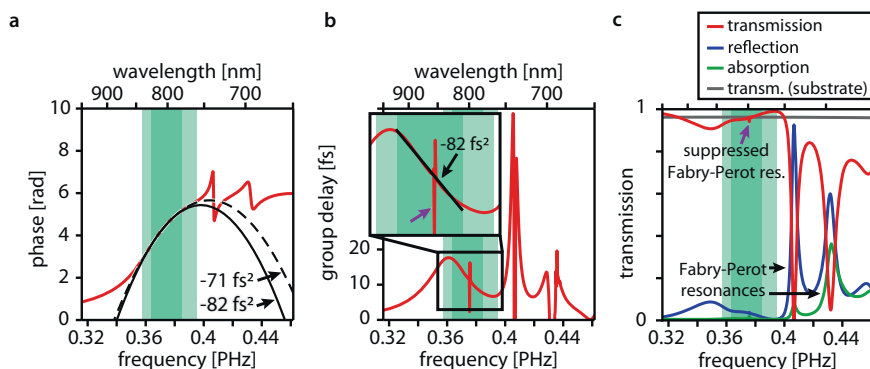 a
wavelength [nm]
900 800 700
10
8
6
4
2
0
phase [rad]
-71 fs²
-82 fs²
0.32 0.36 0.4 0.44
frequency [PHz]
b
wavelength [nm]
900 800 700
-82 fs²
20
10
0
group delay [fs]
0.32 0.36 0.4 0.44
frequency [PHz]
c
transmission
reflection
absorption
transm. (substrate)
1
0
transmission
suppressed
Fabry-Perot res.
Fabry-Perot
resonances
0.32 0.36 0.4 0.44
frequency [PHz]